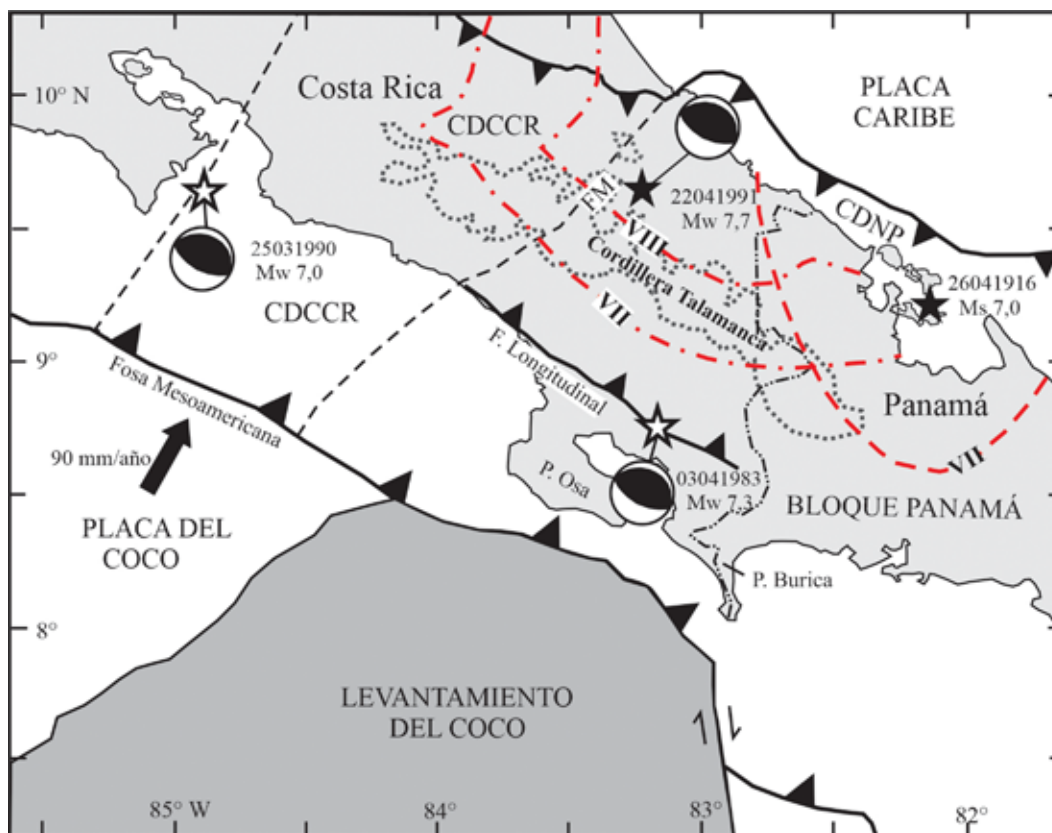 10° N
Costa Rica
CDCCR
PLACA
CARIBE
22041991
Mw 7,7
FM
VIII
CDNP
25031990
Mw 7,0
26041916
Ms 7,0
CDCCR
Cordillera Talamanca
VII
9°
Fosa Mesoamericana
F. Longitudinal
Panamá
VII
90 mm/año
P. Osa
03041983
Mw 7,3
BLOQUE PANAMÁ
PLACA DEL
COCO
P. Burica
8°
LEVANTAMIENTO
DEL COCO
85° W
84°
83°
82°